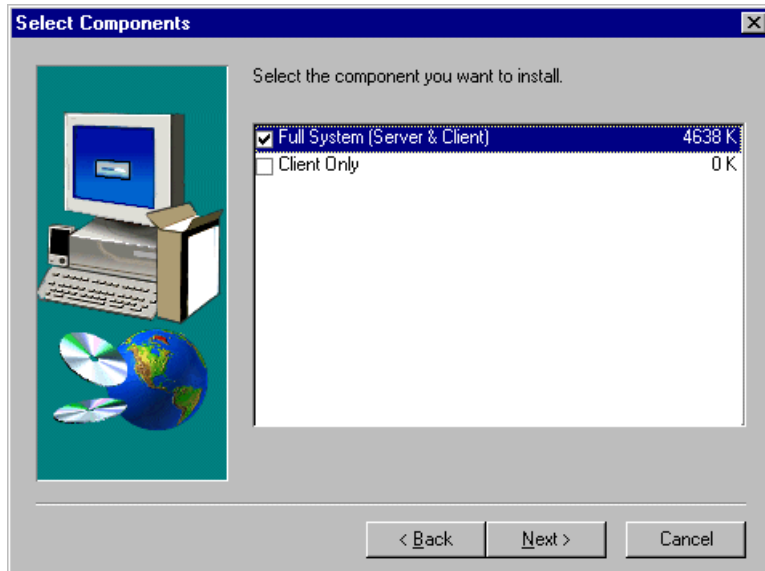 Select Components
Select the component you want to install.
Full System (Server & Client) 4638 K
Client Only 0 K
< Back Next > Cancel